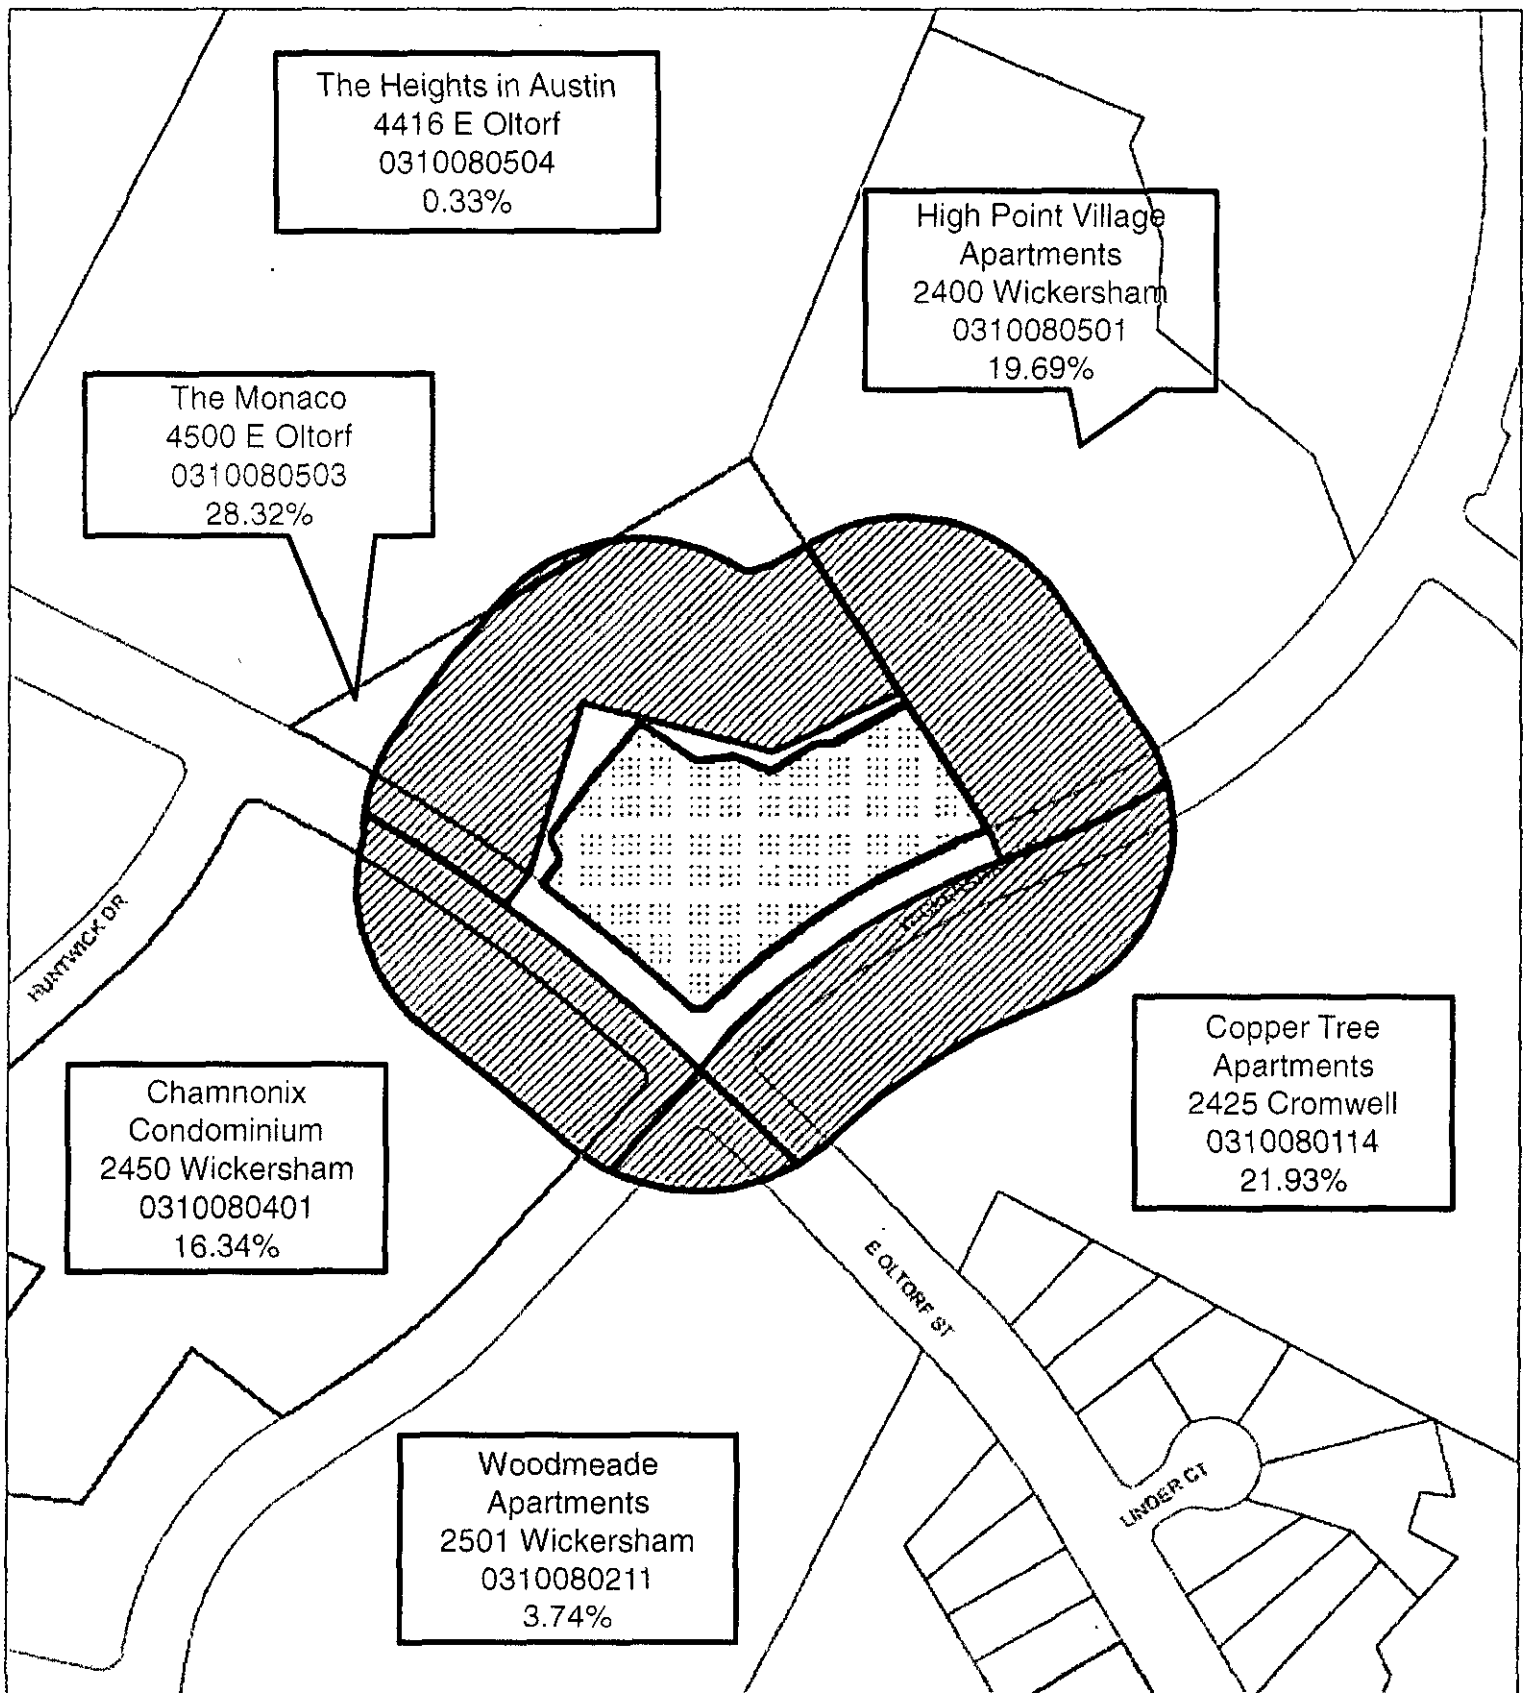 The Heights in Austin
4416 E Oltorf
0310080504
0.33%
High Point Village
Apartments
2400 Wickersham
0310080501
19.69%
The Monaco
4500 E Oltorf
0310080503
28.32%
HUNTWICK DR
Copper Tree
Apartments
2425 Cromwell
0310080114
21.93%
Chamnonix
Condominium
2450 Wickersham
0310080401
16.34%
E OLTORF ST
Woodmeade
Apartments
2501 Wickersham
0310080211
3.74%
LINDER CT